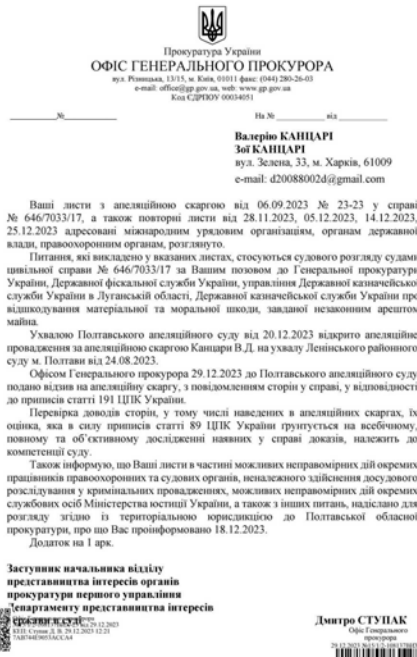 Прокуратура України
ОФІС ГЕНЕРАЛЬНОГО ПРОКУРОРА
вул. Різницька, 13/15, м. Київ, 01011 факс: (044) 280-26-03
e-mail: office@gp.gov.ua, web: www.gp.gov.ua
Код ЄДРПОУ 00034051
№ На № від
Валерію КАНЦАРІ
Зої КАНЦАРІ
вул. Зелена, 33, м. Харків, 61009
e-mail: d20088002d@gmail.com
Ваші листи з апеляційною скаргою від 06.09.2023 № 23-23 у справі
№ 646/7033/17, а також повторні листи від 28.11.2023, 05.12.2023, 14.12.2023,
25.12.2023 адресовані міжнародним урядовим організаціям, органам державної
влади, правоохоронним органам, розглянуто.
Питання, які викладено у вказаних листах, стосуються судового розгляду судами
цивільної справи № 646/7033/17 за Вашим позовом до Генеральної прокуратури
України, Державної фіскальної служби України, управління Державної казначейської
служби України в Луганській області, Державної казначейської служби України про
відшкодування матеріальної та моральної шкоди, завданої незаконним арештом
майна.
Ухвалою Полтавського апеляційного суду від 20.12.2023 відкрито апеляційне
провадження за апеляційною скаргою Канцари В.Д. на ухвалу Ленінського районного
суду м. Полтави від 24.08.2023.
Офісом Генерального прокурора 29.12.2023 до Полтавського апеляційного суду
подано відзив на апеляційну скаргу, з повідомленням сторін у справі, у відповідності
до приписів статті 191 ЦПК України.
Перевірка доводів сторін, у тому числі наведених в апеляційних скаргах, їх
оцінка, яка в силу приписів статті 89 ЦПК України ґрунтується на всебічному,
повному та об'єктивному дослідженні наявних у справі доказів, належить до
компетенції суду.
Також інформую, що Ваші листи в частині можливих неправомірних дій окремих
працівників правоохоронних та судових органів, неналежного здійснення досудового
розслідування у кримінальних провадженнях, можливих неправомірних дій окремих
службових осіб Міністерства юстиції України, а також з інших питань, надіслано для
розгляду згідно із територіальною юрисдикцією до Полтавської обласної
прокуратури, про що Вас проінформовано 18.12.2023.
Додаток на 1 арк.
Заступник начальника відділу
представництва інтересів органів
прокуратури першого управління
Департаменту представництва інтересів
держави в суді
Дмитро СТУПАК
КЕП: Ступак Д. В. 29.12.2023 12:21
Офіс Генерального
прокурора